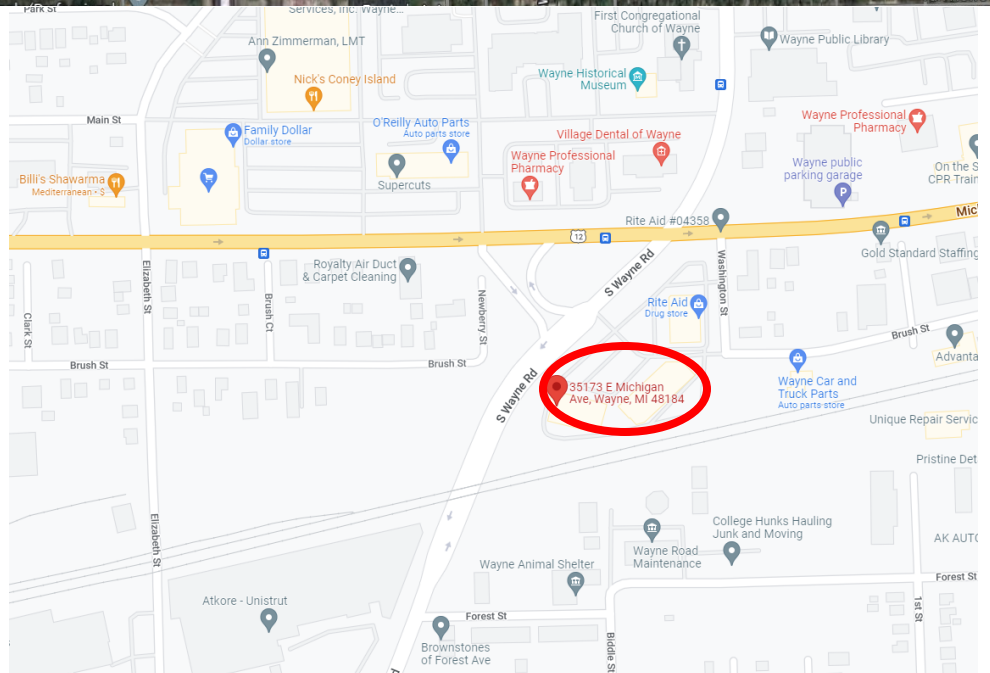 Park St
Services, Inc. Wayne...
First Congregational
Church of Wayne
Ann Zimmerman, LMT
Wayne Public Library
Nick's Coney Island
Wayne Historical
Museum
Main St
Family Dollar
Dollar store
O'Reilly Auto Parts
Auto parts store
Village Dental of Wayne
Wayne Professional
Pharmacy
Wayne Professional
Pharmacy
Supercuts
Wayne public
parking garage
P
On the S
CPR Train
Billi's Shawarma
Mediterranean - $
Rite Aid #04358
Mic
12
Gold Standard Staffing
Royalty Air Duct
& Carpet Cleaning
S Wayne Rd
Washington St
Elizabeth St
Brush Ct
Newberry St
Clark St
Rite Aid
Drug store
Brush St
Brush St
Brush St
Advanta
35173 E Michigan
Ave, Wayne, MI 48184
S Wayne Rd
Wayne Car and
Truck Parts
Auto parts store
Unique Repair Servic
Pristine Det
Elizabeth St
College Hunks Hauling
Junk and Moving
Wayne Road
Maintenance
AK AUTO
Wayne Animal Shelter
Forest St
Atkore - Unistrut
Forest St
1st St
Biddle St
Brownstones
of Forest Ave